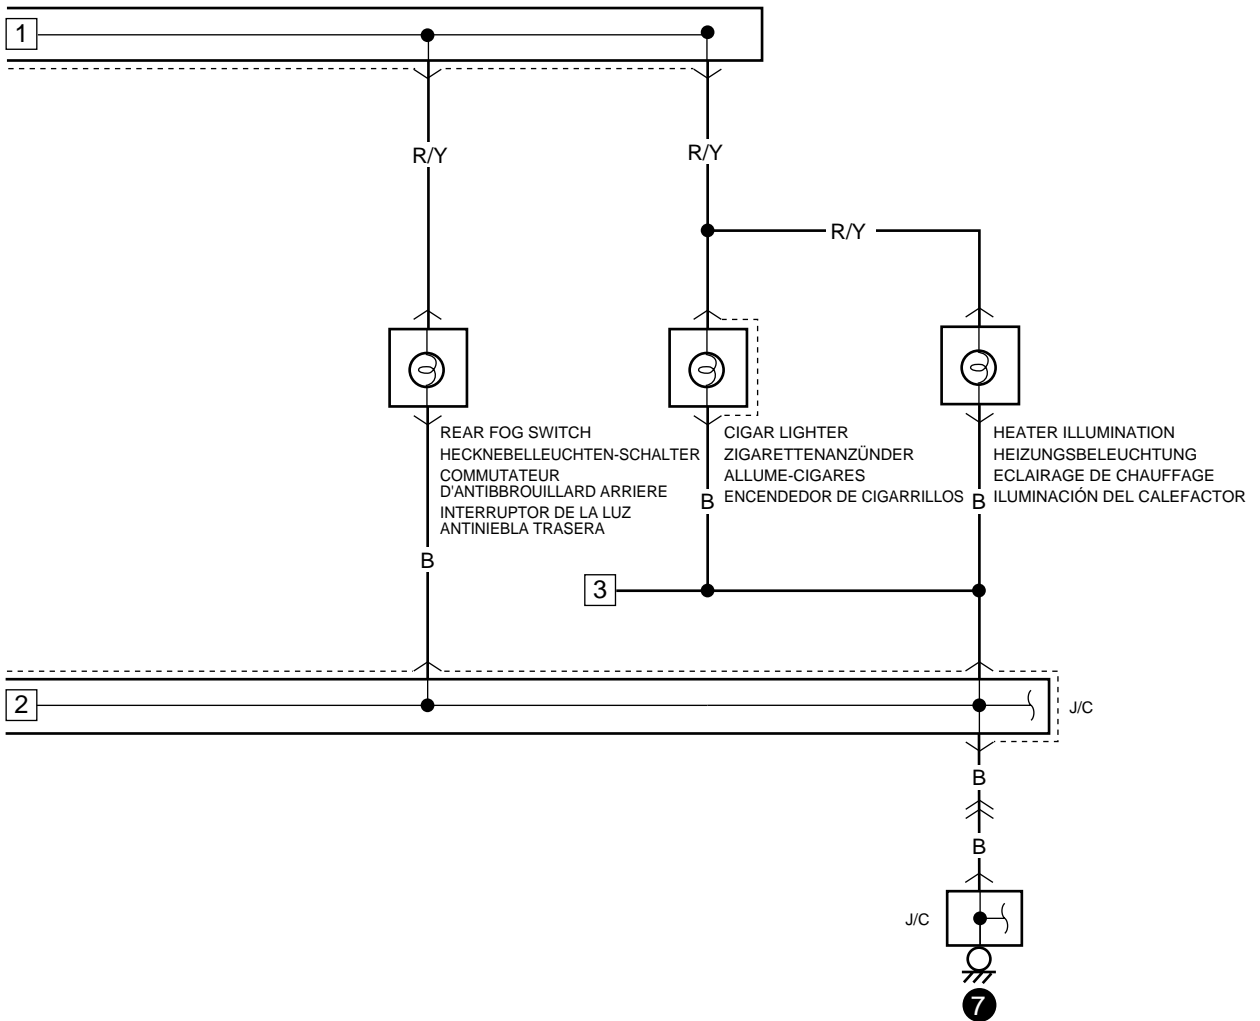 1
R/Y
R/Y
R/Y
REAR FOG SWITCH
HECKNEBELLEUCHTEN-SCHALTER
COMMUTATEUR
D'ANTIBBROUILLARD ARRIERE
INTERRUPTOR DE LA LUZ
ANTINIEBLA TRASERA
CIGAR LIGHTER
ZIGARETTENANZÜNDER
ALLUME-CIGARES
ENCENDEDOR DE CIGARRILLOS
HEATER ILLUMINATION
HEIZUNGSBELEUCHTUNG
ECLAIRAGE DE CHAUFFAGE
ILUMINACIÓN DEL CALEFACTOR
B
B
B
3
2
J/C
B
B
J/C
7